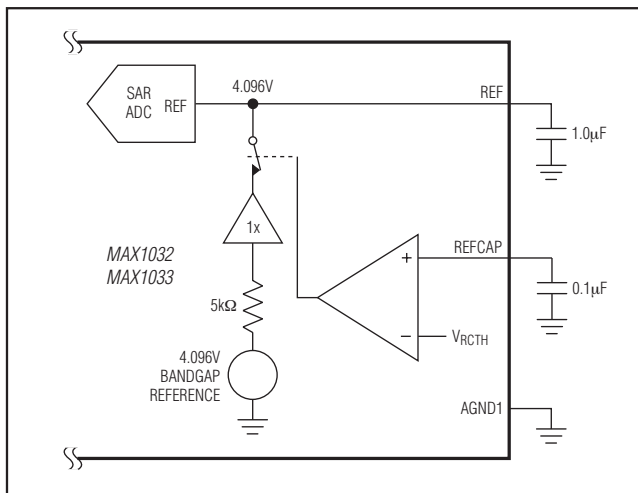 SAR
ADC
REF
4.096V
REF
1.0µF
1x
MAX1032
MAX1033
REFCAP
+
0.1µF
5kΩ
−
VRCTH
4.096V
BANDGAP
REFERENCE
AGND1